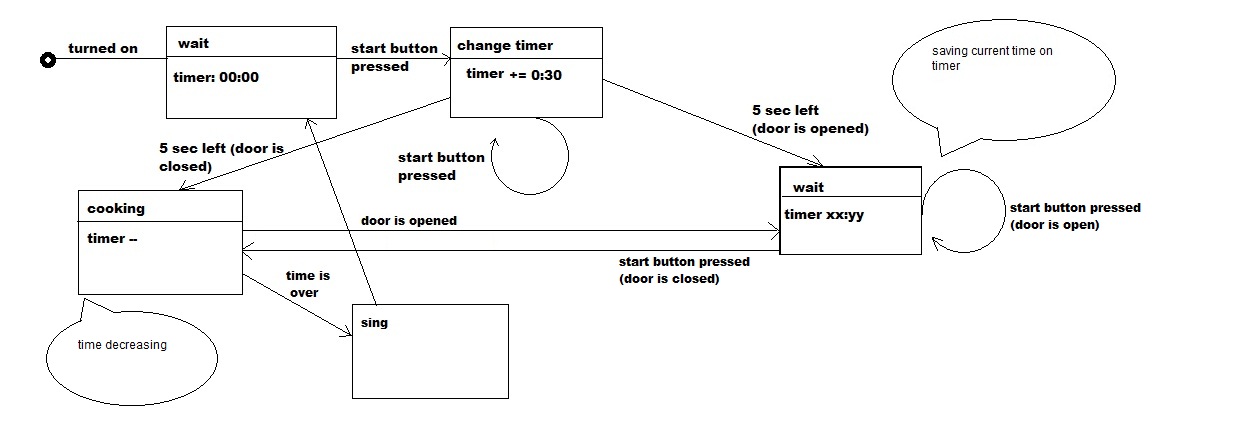 turned on
wait
timer: 00:00
start button
pressed
change timer
timer += 0:30
saving current time on
timer
5 sec left
(door is opened)
5 sec left (door is
closed)
start button
pressed
wait
timer xx:yy
start button pressed
(door is open)
cooking
timer --
door is opened
start button pressed
(door is closed)
time is
over
sing
time decreasing